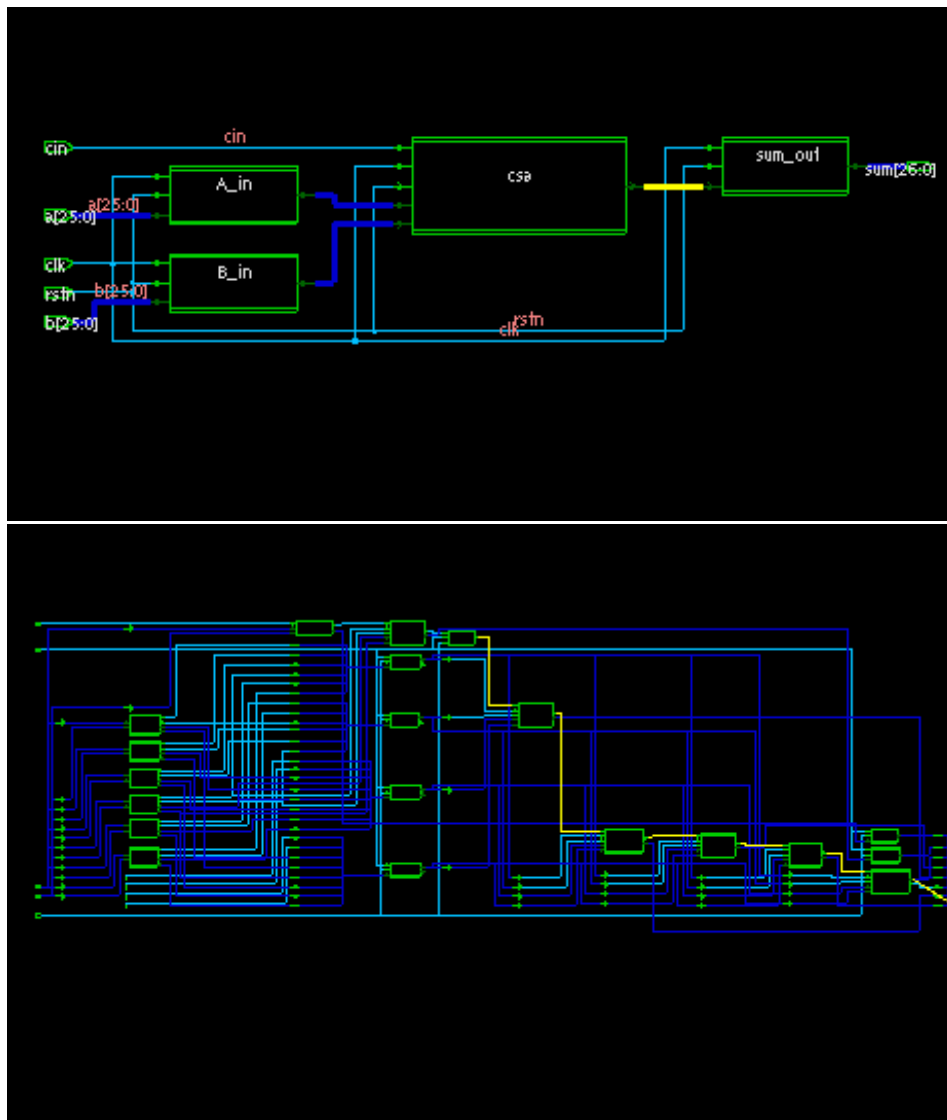 cin
cin
A_in
csa
sum_out
sum[26:0]
a[25:0]
a[25:0]
clk
B_in
rstn
b[25:0]
b[25:0]
rstn
clk